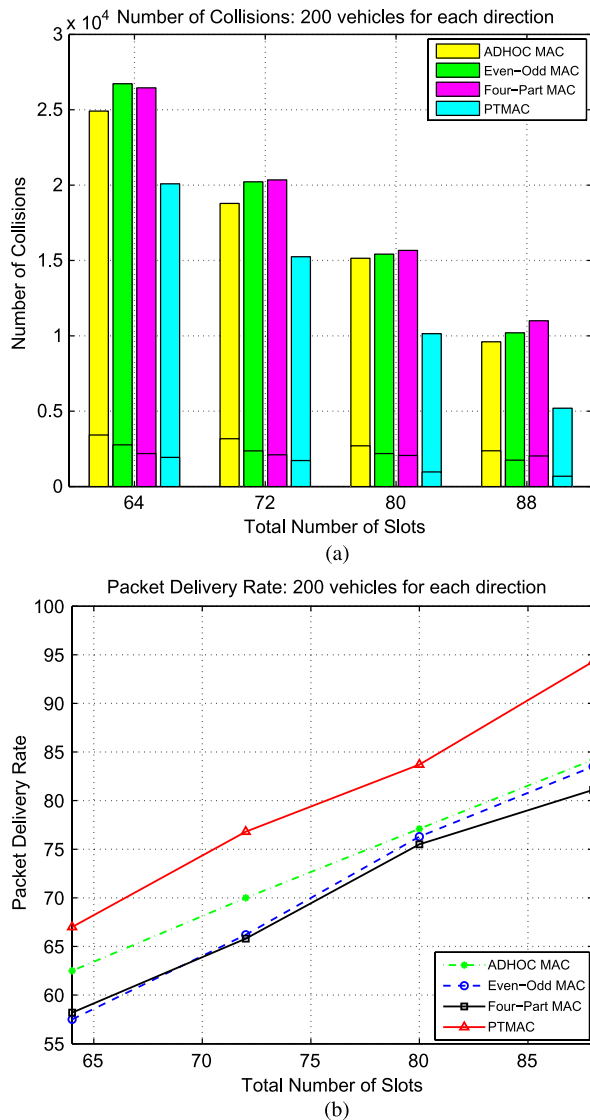 Number of Collisions: 200 vehicles for each direction
x 10^4
3
2.5
2
1.5
1
0.5
0
Number of Collisions
ADHOC MAC
Even-Odd MAC
Four-Part MAC
PTMAC
64 72 80 88
Total Number of Slots
(a)
Packet Delivery Rate: 200 vehicles for each direction
100
95
90
85
80
75
70
65
60
55
Packet Delivery Rate
ADHOC MAC
Even-Odd MAC
Four-Part MAC
PTMAC
65 70 75 80 85
Total Number of Slots
(b)